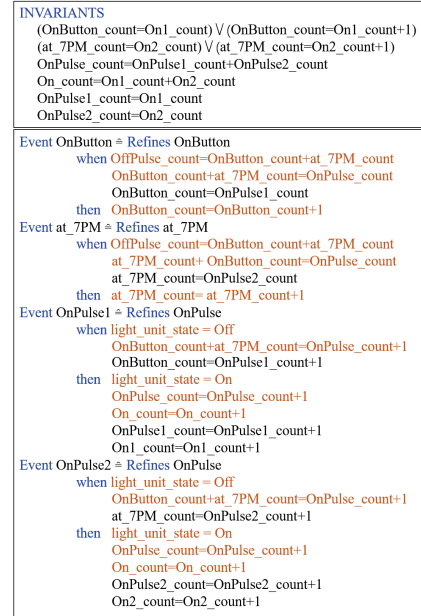 INVARIANTS
(OnButton_count=On1_count) \/ (OnButton_count=On1_count+1)
(at_7PM_count=On2_count) \/ (at_7PM_count=On2_count+1)
OnPulse_count=OnPulse1_count+OnPulse2_count
On_count=On1_count+On2_count
OnPulse1_count=On1_count
OnPulse2_count=On2_count
Event OnButton ≙ Refines OnButton
when OffPulse_count=OnButton_count+at_7PM_count
OnButton_count+at_7PM_count=OnPulse_count
OnButton_count=OnPulse1_count
then OnButton_count=OnButton_count+1
Event at_7PM ≙ Refines at_7PM
when OffPulse_count=OnButton_count+at_7PM_count
at_7PM_count+ OnButton_count=OnPulse_count
at_7PM_count=OnPulse2_count
then at_7PM_count= at_7PM_count+1
Event OnPulse1 ≙ Refines OnPulse
when light_unit_state = Off
OnButton_count+at_7PM_count=OnPulse_count+1
OnButton_count=OnPulse1_count+1
then light_unit_state = On
OnPulse_count=OnPulse_count+1
On_count=On_count+1
OnPulse1_count=OnPulse1_count+1
On1_count=On1_count+1
Event OnPulse2 ≙ Refines OnPulse
when light_unit_state = Off
OnButton_count+at_7PM_count=OnPulse_count+1
at_7PM_count=OnPulse2_count+1
then light_unit_state = On
OnPulse_count=OnPulse_count+1
On_count=On_count+1
OnPulse2_count=OnPulse2_count+1
On2_count=On2_count+1